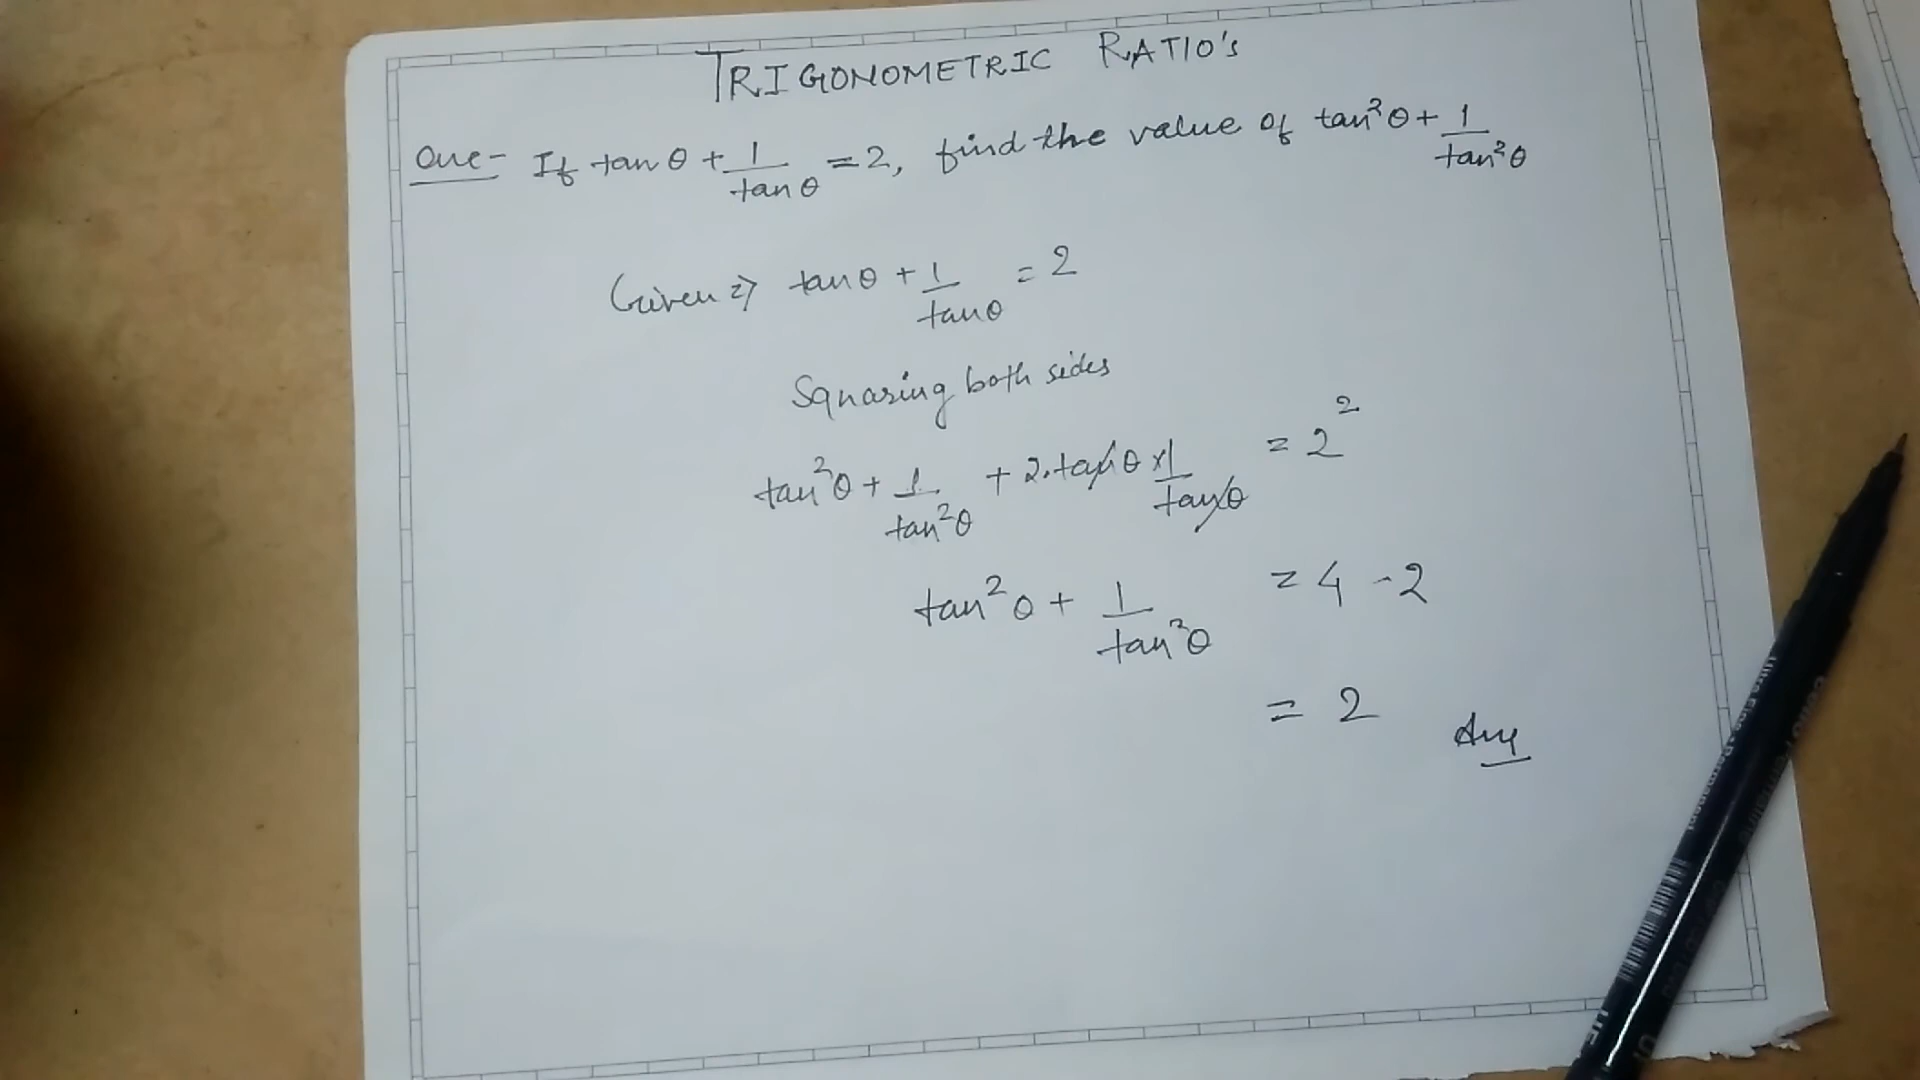 TRIGONOMETRIC RATIO's
Que- If tan θ + 1/tan θ = 2, find the value of tan²θ + 1/tan²θ
Given ⇒ tan θ + 1/tan θ = 2
Squaring both sides
tan²θ + 1/tan²θ + 2.tan θ × 1/tan θ = 2²
tan²θ + 1/tan²θ = 4 - 2
= 2 Ans